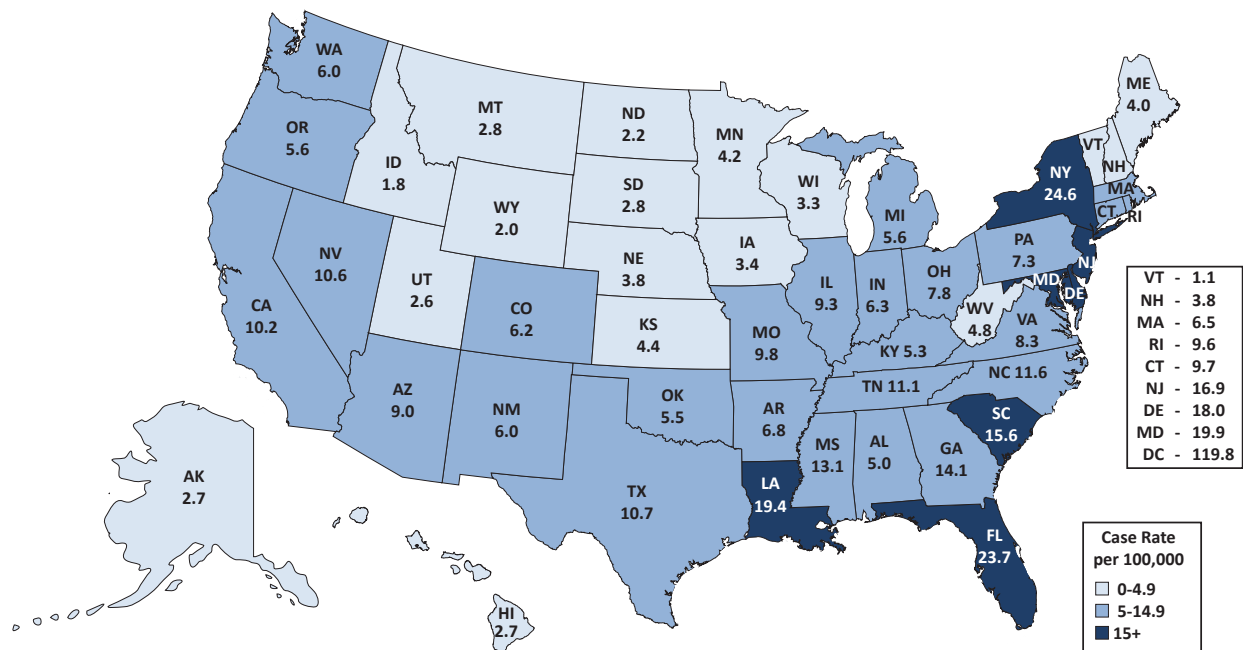 WA
6.0
OR
5.6
CA
10.2
NV
10.6
ID
1.8
MT
2.8
WY
2.0
UT
2.6
CO
6.2
AZ
9.0
NM
6.0
ND
2.2
SD
2.8
NE
3.8
KS
4.4
OK
5.5
TX
10.7
MN
4.2
IA
3.4
MO
9.8
AR
6.8
LA
19.4
WI
3.3
IL
9.3
MI
5.6
IN
6.3
OH
7.8
KY 5.3
TN 11.1
MS
13.1
AL
5.0
GA
14.1
FL
23.7
SC
15.6
NC 11.6
VA
8.3
WV
4.8
PA
7.3
NY
24.6
ME
4.0
VT
NH
MA
CT
RI
NJ
MD
DE
AK
2.7
HI
2.7
VT - 1.1
NH - 3.8
MA - 6.5
RI - 9.6
CT - 9.7
NJ - 16.9
DE - 18.0
MD - 19.9
DC - 119.8
Case Rate
per 100,000
0-4.9
5-14.9
15+